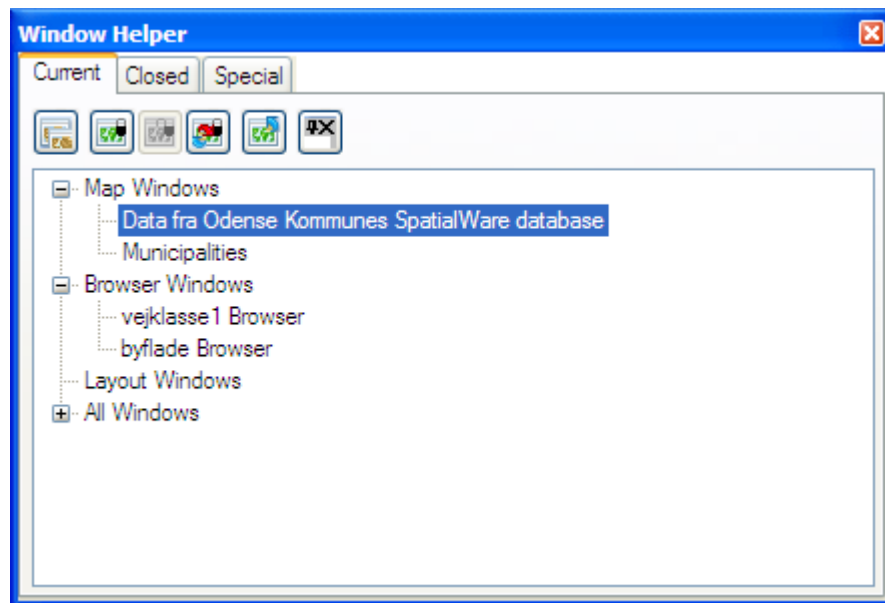 Window Helper
Current Closed Special
Map Windows
Data fra Odense Kommunes SpatialWare database
Municipalities
Browser Windows
vejklasse1 Browser
byflade Browser
Layout Windows
All Windows